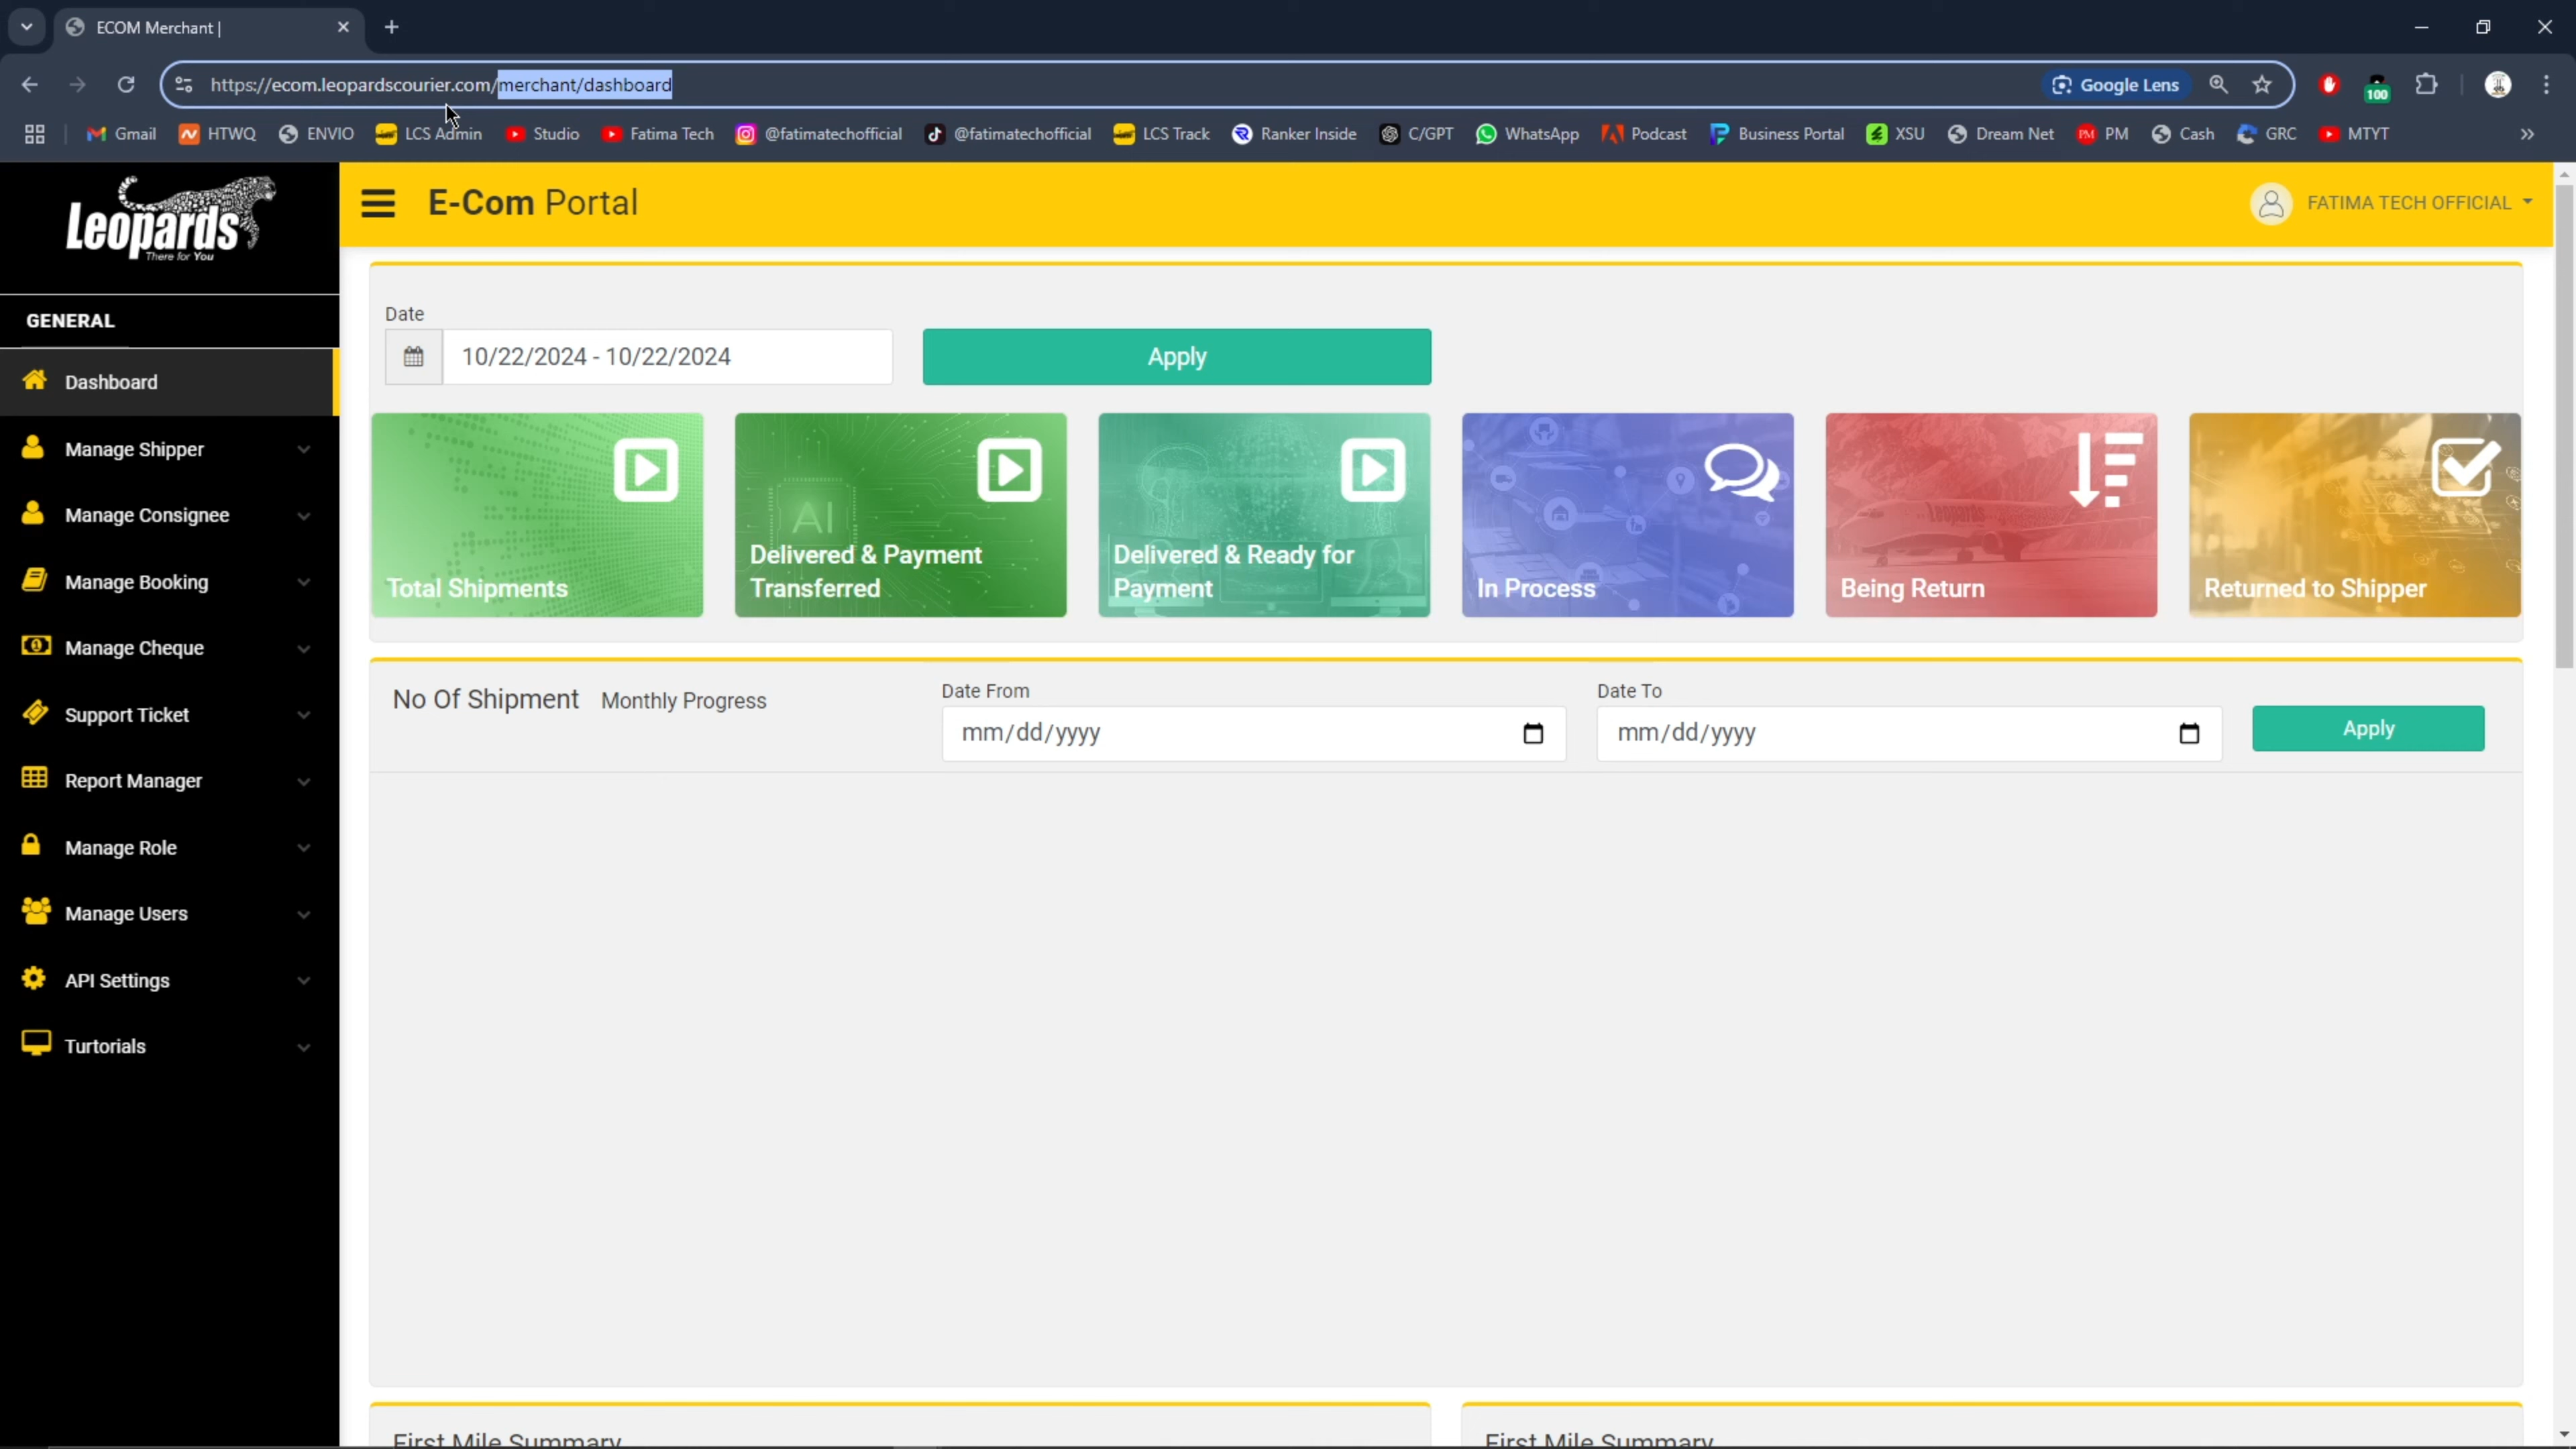 ECOM Merchant |
https://ecom.leopardscourier.com/merchant/dashboard
Google Lens
100
Gmail
HTWQ
ENVIO
LCS Admin
Studio
Fatima Tech
@fatimatechofficial
@fatimatechofficial
LCS Track
Ranker Inside
C/GPT
WhatsApp
Podcast
Business Portal
XSU
Dream Net
PM
PM
Cash
GRC
MTYT
Leopards
There for You
E-Com Portal
FATIMA TECH OFFICIAL
GENERAL
Dashboard
Manage Shipper
Manage Consignee
Manage Booking
Manage Cheque
Support Ticket
Report Manager
Manage Role
Manage Users
API Settings
Turtorials
Date
10/22/2024 - 10/22/2024
Apply
Total Shipments
AI
Delivered & Payment
Transferred
Delivered & Ready for
Payment
In Process
Leopards
Being Return
Returned to Shipper
No Of Shipment Monthly Progress
Date From
mm/dd/yyyy
Date To
mm/dd/yyyy
Apply
First Mile Summary
First Mile Summary